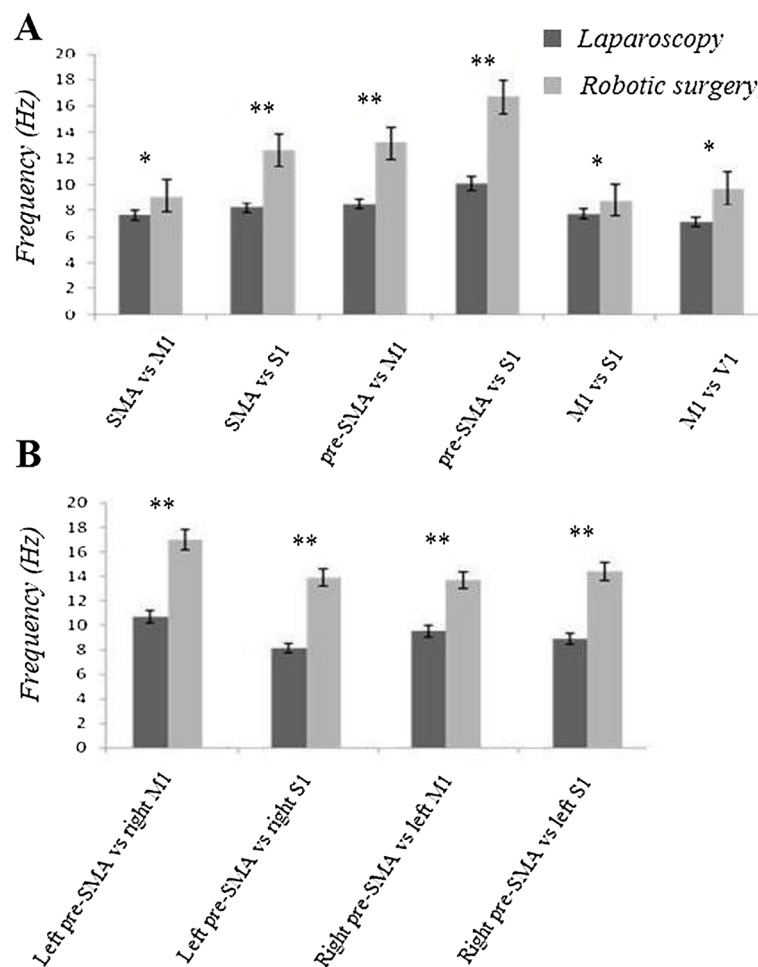 A
Laparoscopy
Robotic surgery
Frequency (Hz)
20
18
16
14
12
10
8
6
4
2
0
*
**
**
**
*
*
SMA vs M1
SMA vs S1
pre-SMA vs M1
pre-SMA vs S1
M1 vs S1
M1 vs V1
B
Frequency (Hz)
20
18
16
14
12
10
8
6
4
2
0
**
**
**
**
Left pre-SMA vs right M1
Left pre-SMA vs right S1
Right pre-SMA vs left M1
Right pre-SMA vs left S1